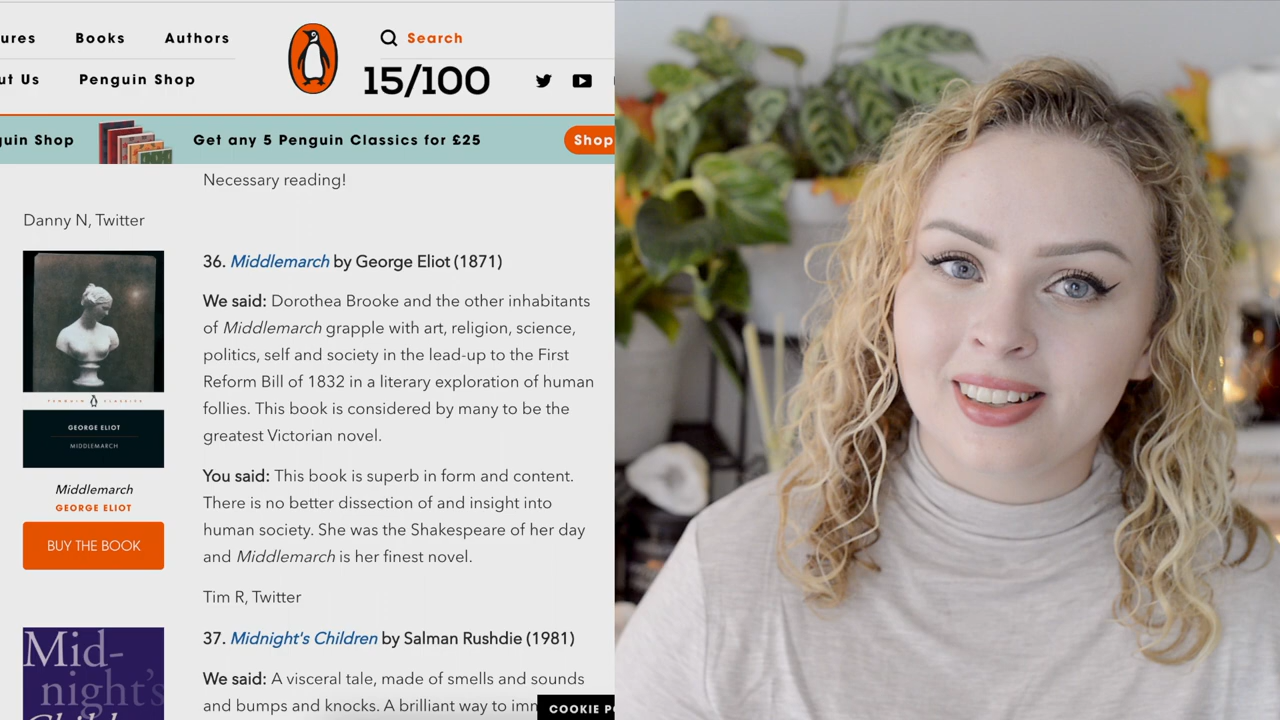 ures Books Authors
Search
ut Us Penguin Shop
15/100
guin Shop Get any 5 Penguin Classics for £25 Shop
Necessary reading!
Danny N, Twitter
36. Middlemarch by George Eliot (1871)
We said: Dorothea Brooke and the other inhabitants
of Middlemarch grapple with art, religion, science,
politics, self and society in the lead-up to the First
Reform Bill of 1832 in a literary exploration of human
follies. This book is considered by many to be the
greatest Victorian novel.
PENGUIN CLASSICS
GEORGE ELIOT
MIDDLEMARCH
You said: This book is superb in form and content.
There is no better dissection of and insight into
human society. She was the Shakespeare of her day
and Middlemarch is her finest novel.
Middlemarch
GEORGE ELIOT
BUY THE BOOK
Tim R, Twitter
37. Midnight's Children by Salman Rushdie (1981)
We said: A visceral tale, made of smells and sounds
and bumps and knocks. A brilliant way to imm
Mid-
night's
Child
COOKIE P